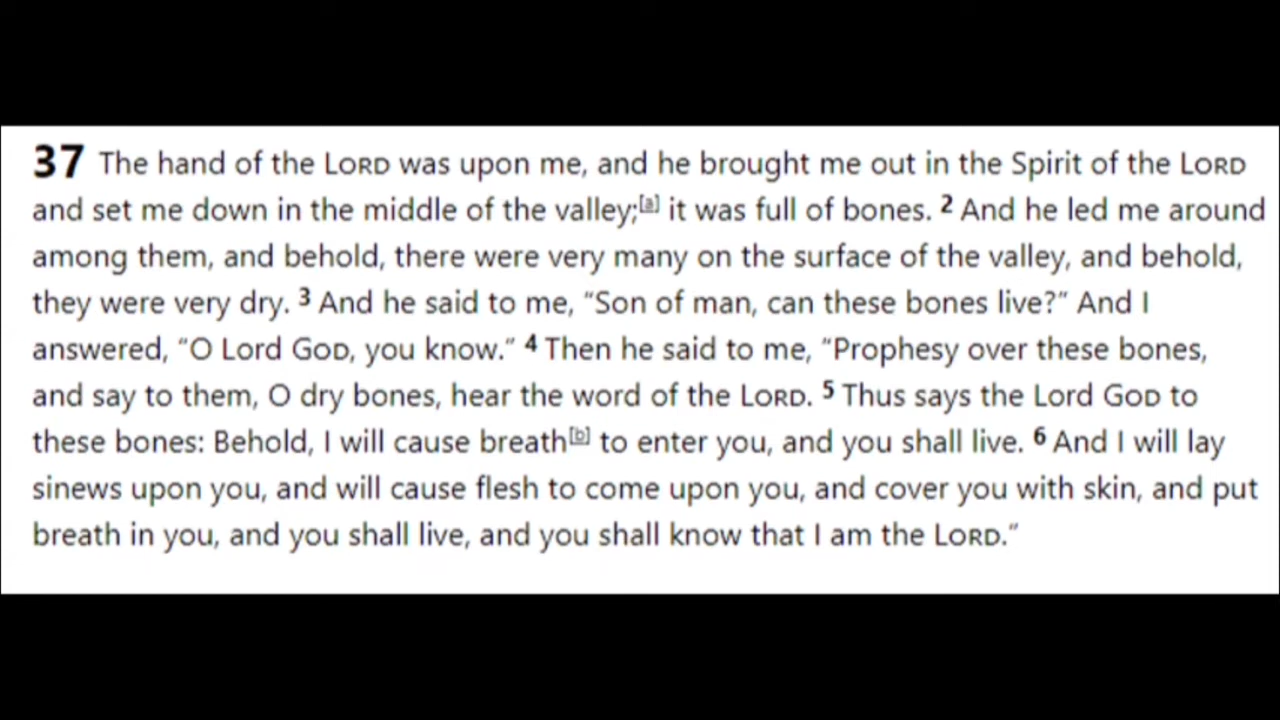 37 The hand of the LORD was upon me, and he brought me out in the Spirit of the LORD
and set me down in the middle of the valley;[a] it was full of bones. 2 And he led me around
among them, and behold, there were very many on the surface of the valley, and behold,
they were very dry. 3 And he said to me, “Son of man, can these bones live?” And I
answered, “O Lord GOD, you know.” 4 Then he said to me, “Prophesy over these bones,
and say to them, O dry bones, hear the word of the LORD. 5 Thus says the Lord GOD to
these bones: Behold, I will cause breath[b] to enter you, and you shall live. 6 And I will lay
sinews upon you, and will cause flesh to come upon you, and cover you with skin, and put
breath in you, and you shall live, and you shall know that I am the LORD.”